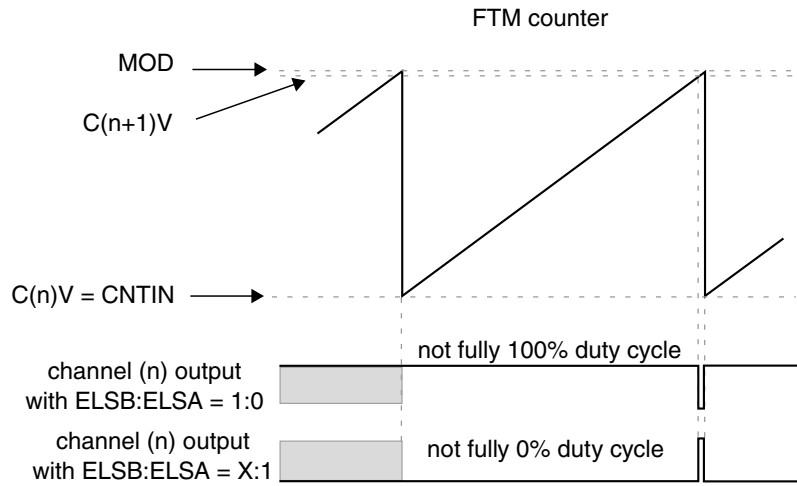 FTM counter
MOD
C(n+1)V
C(n)V = CNTIN
not fully 100% duty cycle
channel (n) output
with ELSB:ELSA = 1:0
channel (n) output
with ELSB:ELSA = X:1
not fully 0% duty cycle